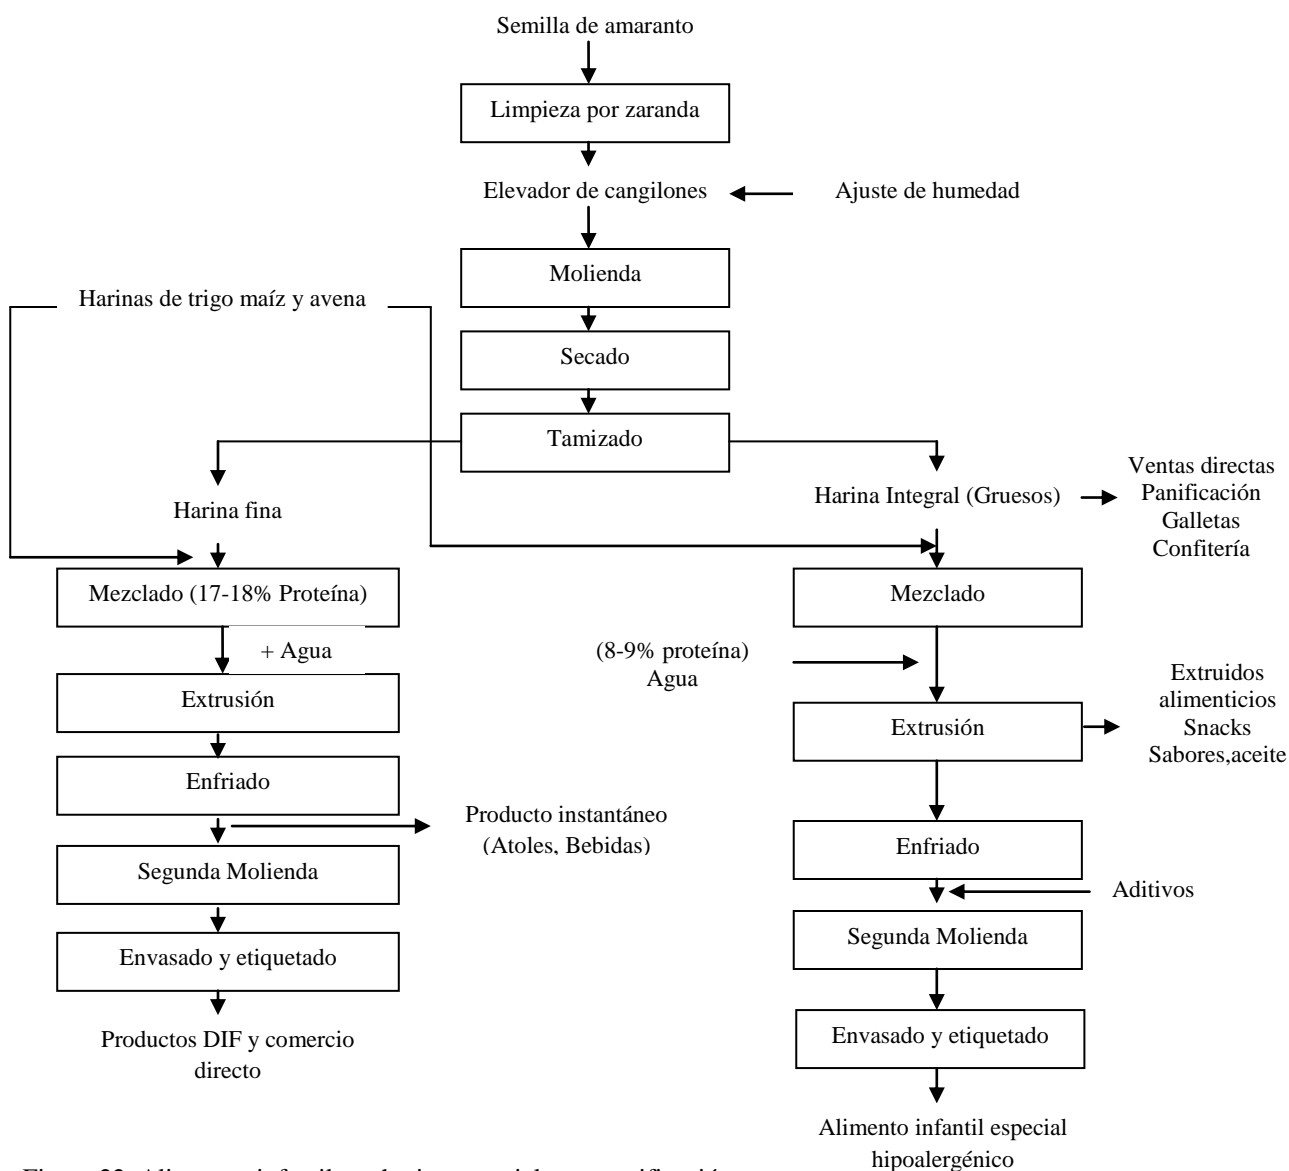 Semilla de amaranto
Limpieza por zaranda
Elevador de cangilones
Ajuste de humedad
Molienda
Harinas de trigo maíz y avena
Secado
Tamizado
Harina fina
Harina Integral (Gruesos)
Ventas directas
Panificación
Galletas
Confitería
Mezclado (17-18% Proteína)
+ Agua
Extrusión
Enfriado
Producto instantáneo
(Atoles, Bebidas)
Segunda Molienda
Envasado y etiquetado
Productos DIF y comercio
directo
Mezclado
(8-9% proteína)
Agua
Extrusión
Extruidos
alimenticios
Snacks
Sabores,aceite
Enfriado
Aditivos
Segunda Molienda
Envasado y etiquetado
Alimento infantil especial
hipoalergénico